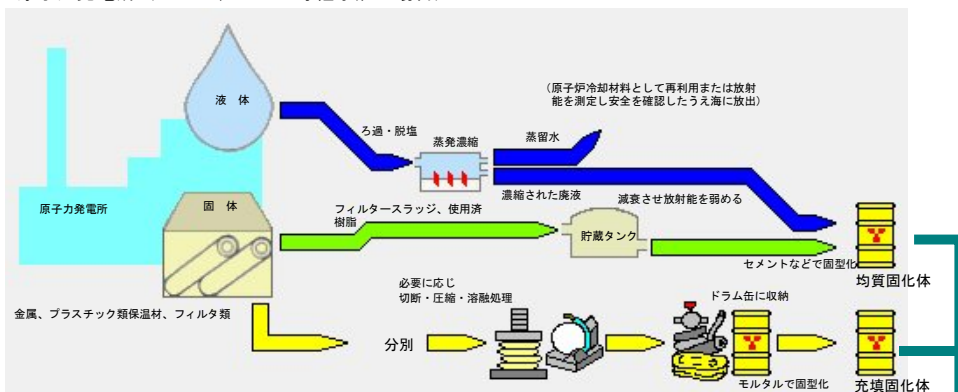 液 体
(原子炉冷却材料として再利用または放射
能を測定し安全を確認したうえ海に放出)
ろ過・脱塩
蒸発濃縮
蒸留水
原子力発電所
固 体
濃縮された廃液
減衰させ放射能を弱める
フィルタースラッジ、使用済
樹脂
貯蔵タンク
セメントなどで固型化
均質固化体
金属、プラスチック類保温材、フィルタ類
必要に応じ
切断・圧縮・溶融処理
ドラム缶に収納
分別
モルタルで固型化
充填固化体